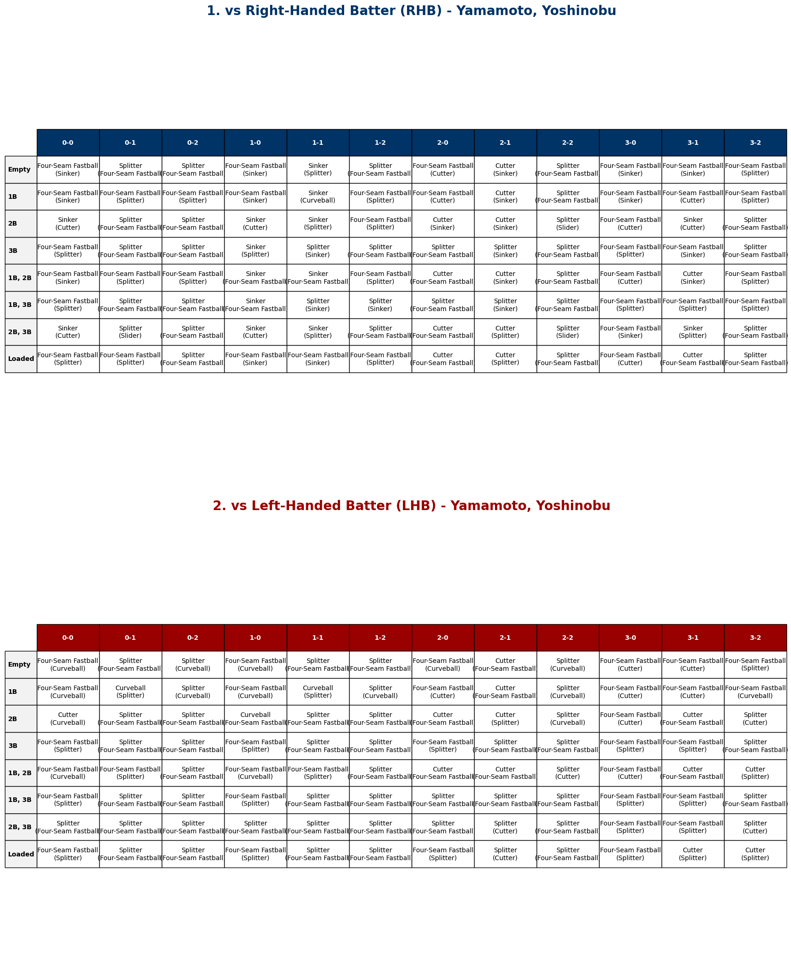 1. vs Right-Handed Batter (RHB) - Yamamoto, Yoshinobu
0-0 0-1 0-2 1-0 1-1 1-2 2-0 2-1 2-2 3-0 3-1 3-2
Empty Four-Seam Fastball Splitter Splitter Four-Seam Fastball Sinker Splitter Four-Seam Fastball Cutter Splitter Four-Seam Fastball Four-Seam Fastball Four-Seam Fastball
(Sinker) (Four-Seam Fastball (Four-Seam Fastball (Sinker) (Splitter) (Four-Seam Fastball (Cutter) (Sinker) (Four-Seam Fastball (Sinker) (Sinker) (Splitter)
1B Four-Seam Fastball Four-Seam Fastball Four-Seam Fastball Four-Seam Fastball Sinker Four-Seam Fastball Four-Seam Fastball Cutter Splitter Four-Seam Fastball Four-Seam Fastball Four-Seam Fastball
(Sinker) (Splitter) (Splitter) (Sinker) (Curveball) (Splitter) (Cutter) (Sinker) (Four-Seam Fastball (Sinker) (Cutter) (Splitter)
2B Sinker Splitter Splitter Sinker Sinker Four-Seam Fastball Cutter Cutter Splitter Four-Seam Fastball Sinker Splitter
(Cutter) (Four-Seam Fastball (Four-Seam Fastball (Cutter) (Splitter) (Splitter) (Sinker) (Sinker) (Slider) (Cutter) (Cutter) (Four-Seam Fastball)
3B Four-Seam Fastball Splitter Splitter Sinker Splitter Splitter Splitter Splitter Splitter Four-Seam Fastball Four-Seam Fastball Splitter
(Splitter) (Four-Seam Fastball (Four-Seam Fastball (Splitter) (Sinker) (Four-Seam Fastball (Four-Seam Fastball (Sinker) (Four-Seam Fastball (Splitter) (Sinker) (Four-Seam Fastball)
1B, 2B Four-Seam Fastball Four-Seam Fastball Four-Seam Fastball Sinker Sinker Four-Seam Fastball Cutter Cutter Splitter Four-Seam Fastball Cutter Four-Seam Fastball
(Sinker) (Splitter) (Splitter) (Four-Seam Fastball (Four-Seam Fastball (Splitter) (Four-Seam Fastball (Sinker) (Four-Seam Fastball (Cutter) (Sinker) (Splitter)
1B, 3B Four-Seam Fastball Splitter Splitter Sinker Splitter Splitter Splitter Splitter Splitter Four-Seam Fastball Four-Seam Fastball Four-Seam Fastball
(Splitter) (Four-Seam Fastball (Four-Seam Fastball (Four-Seam Fastball (Sinker) (Sinker) (Four-Seam Fastball (Sinker) (Four-Seam Fastball (Splitter) (Splitter) (Splitter)
2B, 3B Sinker Splitter Splitter Sinker Sinker Splitter Cutter Cutter Splitter Four-Seam Fastball Sinker Splitter
(Cutter) (Slider) (Four-Seam Fastball (Cutter) (Splitter) (Four-Seam Fastball (Four-Seam Fastball (Splitter) (Slider) (Sinker) (Splitter) (Four-Seam Fastball)
Loaded Four-Seam Fastball Four-Seam Fastball Splitter Four-Seam Fastball Four-Seam Fastball Four-Seam Fastball Cutter Cutter Splitter Four-Seam Fastball Cutter Splitter
(Splitter) (Splitter) (Four-Seam Fastball (Sinker) (Sinker) (Splitter) (Four-Seam Fastball (Splitter) (Four-Seam Fastball (Cutter) (Four-Seam Fastball (Four-Seam Fastball)
2. vs Left-Handed Batter (LHB) - Yamamoto, Yoshinobu
0-0 0-1 0-2 1-0 1-1 1-2 2-0 2-1 2-2 3-0 3-1 3-2
Empty Four-Seam Fastball Splitter Splitter Four-Seam Fastball Splitter Splitter Four-Seam Fastball Cutter Splitter Four-Seam Fastball Four-Seam Fastball Four-Seam Fastball
(Curveball) (Four-Seam Fastball (Curveball) (Curveball) (Four-Seam Fastball (Four-Seam Fastball (Curveball) (Four-Seam Fastball (Curveball) (Cutter) (Cutter) (Splitter)
1B Four-Seam Fastball Curveball Splitter Four-Seam Fastball Curveball Splitter Four-Seam Fastball Cutter Splitter Four-Seam Fastball Four-Seam Fastball Four-Seam Fastball
(Curveball) (Splitter) (Curveball) (Curveball) (Splitter) (Curveball) (Cutter) (Four-Seam Fastball (Curveball) (Cutter) (Cutter) (Curveball)
2B Cutter Splitter Splitter Curveball Splitter Splitter Cutter Cutter Splitter Four-Seam Fastball Cutter Splitter
(Curveball) (Four-Seam Fastball (Four-Seam Fastball (Four-Seam Fastball (Four-Seam Fastball (Four-Seam Fastball (Four-Seam Fastball (Splitter) (Curveball) (Cutter) (Four-Seam Fastball (Cutter)
3B Four-Seam Fastball Splitter Splitter Four-Seam Fastball Splitter Splitter Four-Seam Fastball Splitter Splitter Four-Seam Fastball Four-Seam Fastball Splitter
(Splitter) (Four-Seam Fastball (Four-Seam Fastball (Splitter) (Four-Seam Fastball (Four-Seam Fastball (Splitter) (Four-Seam Fastball (Four-Seam Fastball (Splitter) (Splitter) (Four-Seam Fastball)
1B, 2B Four-Seam Fastball Four-Seam Fastball Splitter Four-Seam Fastball Four-Seam Fastball Splitter Cutter Cutter Splitter Four-Seam Fastball Cutter Cutter
(Curveball) (Splitter) (Four-Seam Fastball (Curveball) (Splitter) (Four-Seam Fastball (Four-Seam Fastball (Four-Seam Fastball (Cutter) (Cutter) (Four-Seam Fastball (Splitter)
1B, 3B Four-Seam Fastball Splitter Splitter Four-Seam Fastball Splitter Splitter Splitter Splitter Splitter Four-Seam Fastball Four-Seam Fastball Splitter
(Splitter) (Four-Seam Fastball (Four-Seam Fastball (Splitter) (Four-Seam Fastball (Four-Seam Fastball (Four-Seam Fastball (Four-Seam Fastball (Four-Seam Fastball (Splitter) (Splitter) (Four-Seam Fastball)
2B, 3B Splitter Splitter Splitter Splitter Splitter Splitter Splitter Splitter Splitter Four-Seam Fastball Four-Seam Fastball Splitter
(Four-Seam Fastball (Four-Seam Fastball (Four-Seam Fastball (Four-Seam Fastball (Four-Seam Fastball (Four-Seam Fastball (Four-Seam Fastball (Cutter) (Four-Seam Fastball (Splitter) (Splitter) (Cutter)
Loaded Four-Seam Fastball Splitter Splitter Four-Seam Fastball Splitter Splitter Four-Seam Fastball Splitter Splitter Four-Seam Fastball Cutter Cutter
(Splitter) (Four-Seam Fastball (Four-Seam Fastball (Splitter) (Four-Seam Fastball (Four-Seam Fastball (Splitter) (Cutter) (Four-Seam Fastball (Splitter) (Splitter) (Splitter)